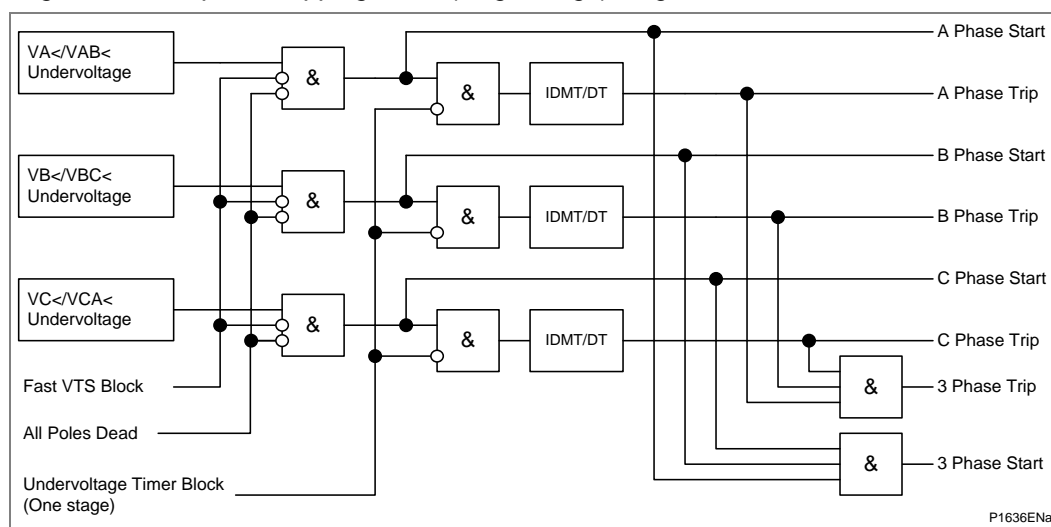 VA</VAB<
Undervoltage
&
&
IDMT/DT
A Phase Start
A Phase Trip
VB</VBC<
Undervoltage
&
&
IDMT/DT
B Phase Start
B Phase Trip
VC</VCA<
Undervoltage
&
&
IDMT/DT
C Phase Start
C Phase Trip
Fast VTS Block
&
3 Phase Trip
All Poles Dead
&
3 Phase Start
Undervoltage Timer Block
(One stage)
P1636ENa